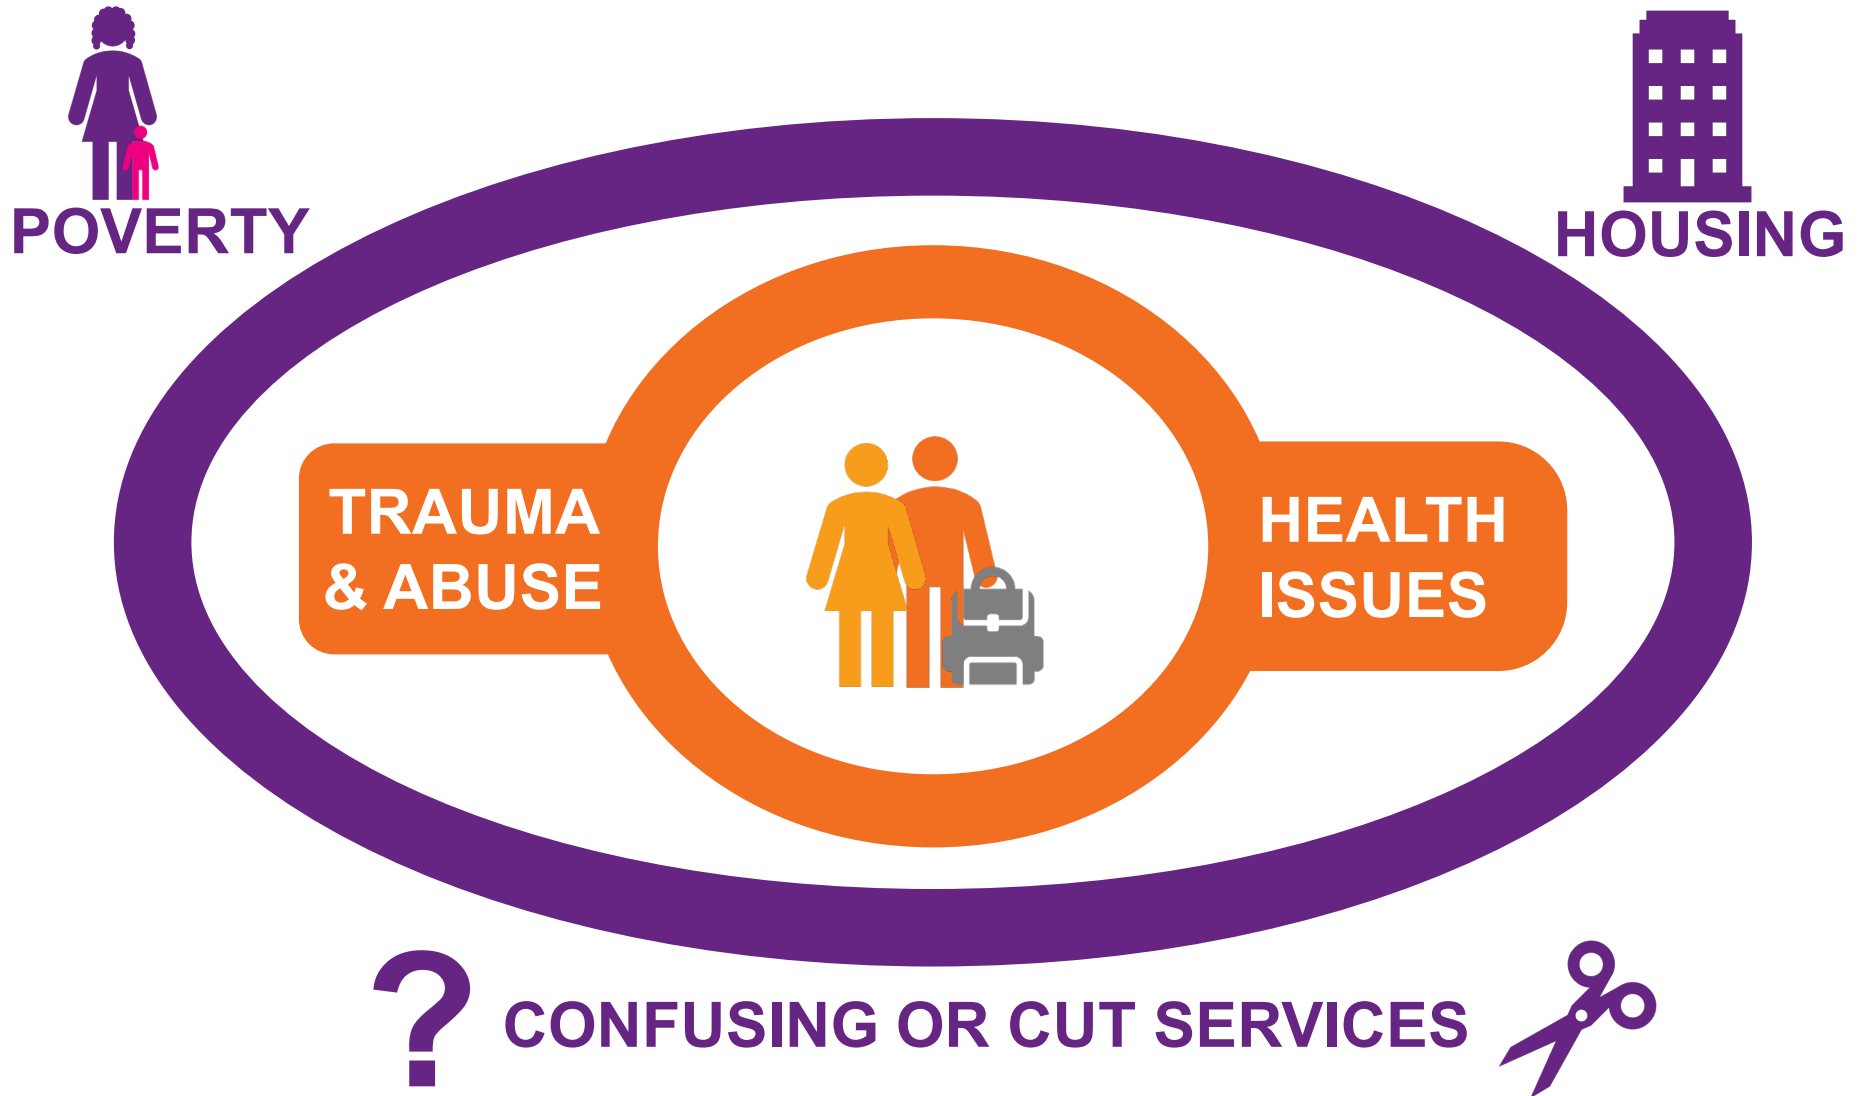 POVERTY
HOUSING
TRAUMA
& ABUSE
HEALTH
ISSUES
? CONFUSING OR CUT SERVICES